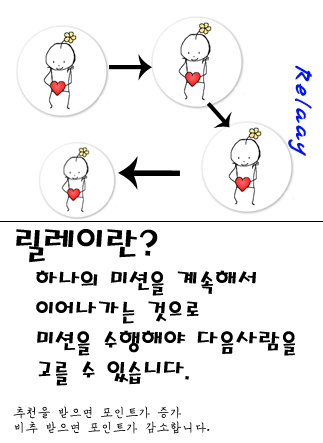 Relaay
릴레이란?
하나의 미션을 계속해서
이어나가는 것으로
미션을 수행해야 다음사람을
고를 수 있습니다.
추천을 받으면 포인트가 증가
비추 받으면 포인트가 감소합니다.